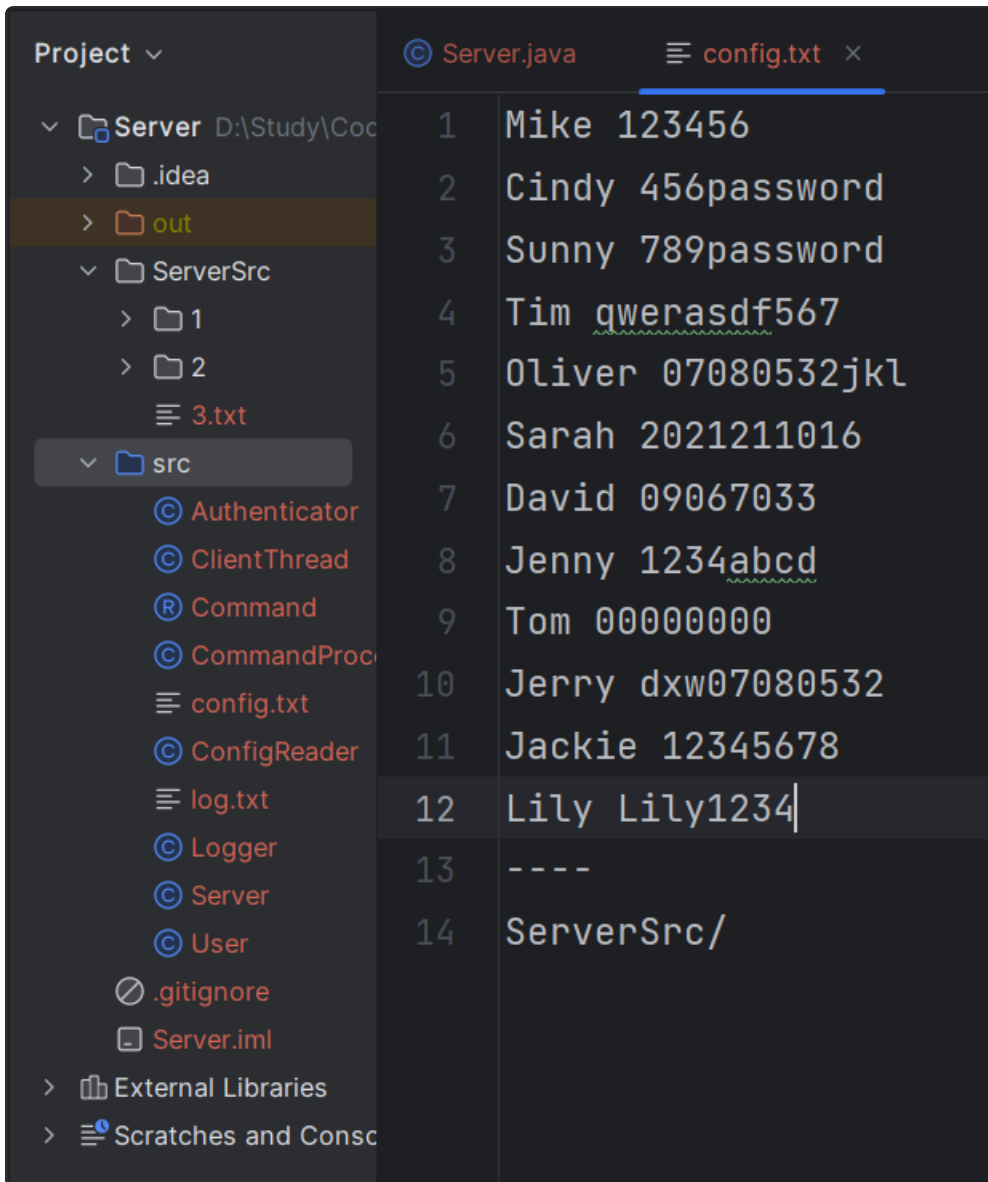 Project
Server D:\Study\Coc
.idea
out
ServerSrc
1
2
3.txt
src
Authenticator
ClientThread
Command
CommandProc
config.txt
ConfigReader
log.txt
Logger
Server
User
.gitignore
Server.iml
External Libraries
Scratches and Consc
Server.java
config.txt
1 Mike 123456
2 Cindy 456password
3 Sunny 789password
4 Tim qwerasdf567
5 Oliver 07080532jkl
6 Sarah 2021211016
7 David 09067033
8 Jenny 1234abcd
9 Tom 00000000
10 Jerry dxw07080532
11 Jackie 12345678
12 Lily Lily1234
13 ----
14 ServerSrc/